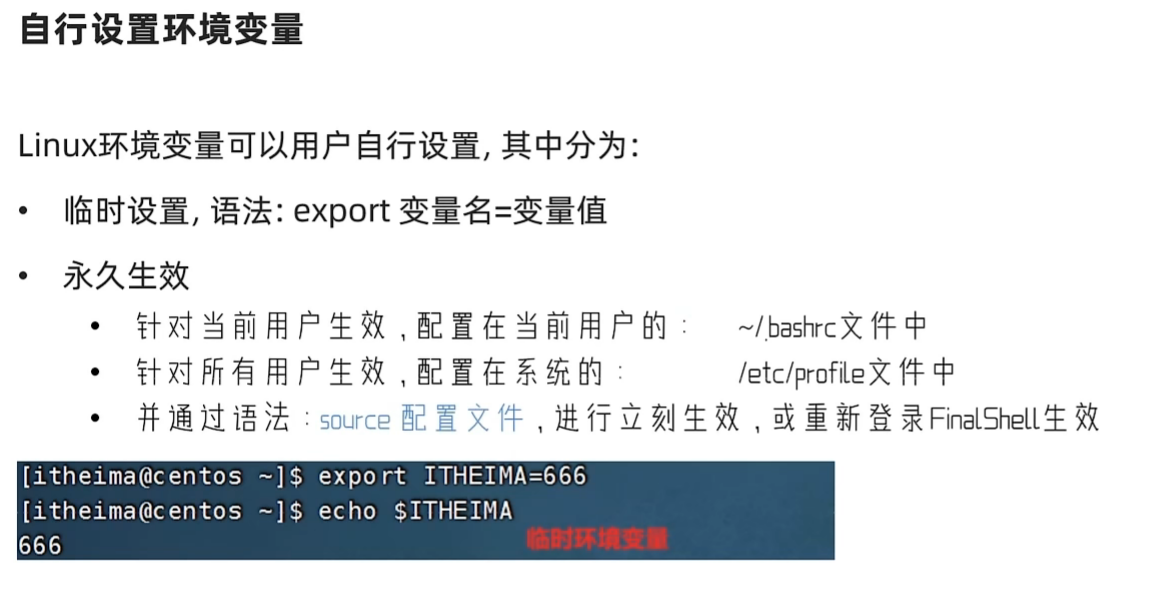 自行设置环境变量
Linux环境变量可以用户自行设置, 其中分为:
• 临时设置, 语法: export 变量名=变量值
• 永久生效
• 针对当前用户生效,配置在当前用户的: ~/.bashrc文件中
• 针对所有用户生效,配置在系统的: /etc/profile文件中
• 并通过语法:source 配置文件,进行立刻生效,或重新登录FinalShell生效
[itheima@centos ~]$ export ITHEIMA=666
[itheima@centos ~]$ echo $ITHEIMA
666 临时环境变量